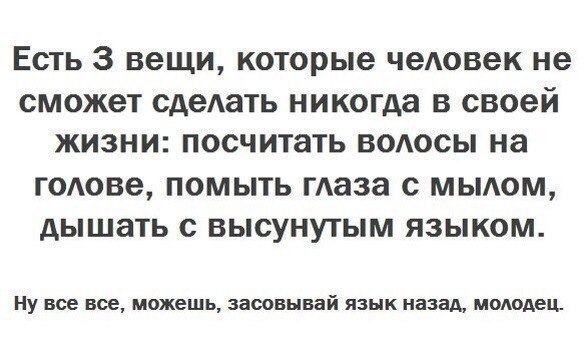 Есть 3 вещи, которые человек не
сможет сделать никогда в своей
жизни: посчитать волосы на
голове, помыть глаза с мылом,
дышать с высунутым языком.
Ну все все, можешь, засовывай язык назад, молодец.